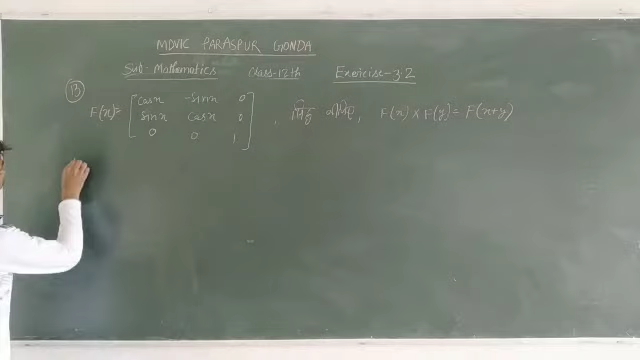 MDVIC PARASPUR GONDA
Sub- Mathematics Class-12th Exercise-3.2
13 F(x)= [cosx -sinx 0
sinx cosx 0
0 0 1] , सिद्ध कीजिए, F(x) × F(y) = F(x+y)